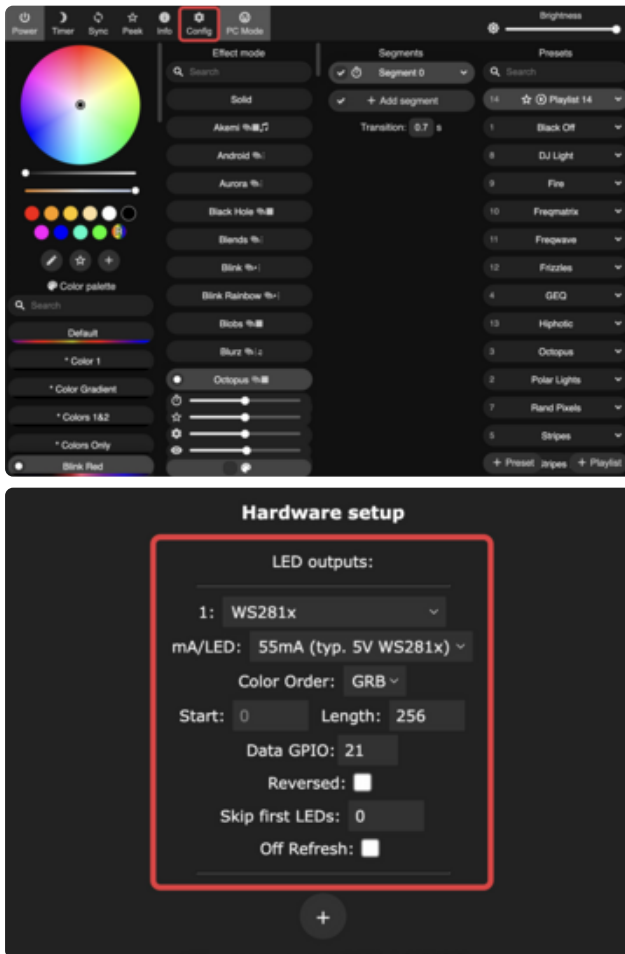 Power Timer Sync Peek Info Config PC Mode
Brightness
Effect mode
Search
Solid
Akemi
Android
Aurora
Black Hole
Blends
Blink
Blink Rainbow
Blobs
Blurz
Octopus
Color palette
Search
Default
* Color 1
* Color Gradient
* Colors 1&2
* Colors Only
Blink Red
Segments
Segment 0
+ Add segment
Transition: 0.7 s
Presets
Search
14 Playlist 14
1 Black Off
8 DJ Light
9 Fire
10 Freqmatrix
11 Freqwave
12 Frizzles
4 GEQ
13 Hiphotic
3 Octopus
2 Polar Lights
7 Rand Pixels
5 Stripes
+ Preset tripes + Playlist
Hardware setup
LED outputs:
1: WS281x
mA/LED: 55mA (typ. 5V WS281x)
Color Order: GRB
Start: 0 Length: 256
Data GPIO: 21
Reversed:
Skip first LEDs: 0
Off Refresh:
+